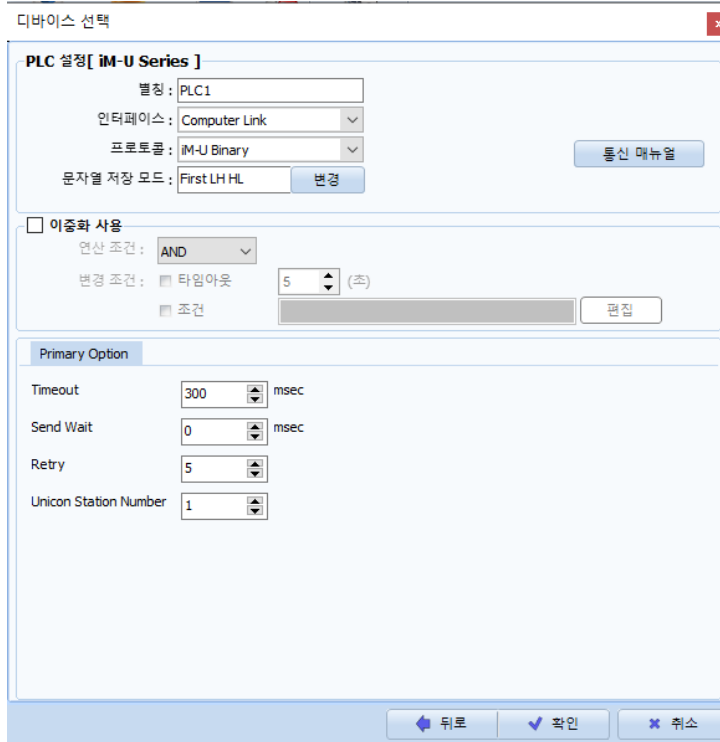 디바이스 선택
PLC 설정[ iM-U Series ]
별칭 : PLC1
인터페이스 : Computer Link
프로토콜 : iM-U Binary
통신 매뉴얼
문자열 저장 모드 : First LH HL 변경
이중화 사용
연산 조건 : AND
변경 조건 : 타임아웃 5 (초)
조건 편집
Primary Option
Timeout 300 msec
Send Wait 0 msec
Retry 5
Unicon Station Number 1
뒤로 확인 취소